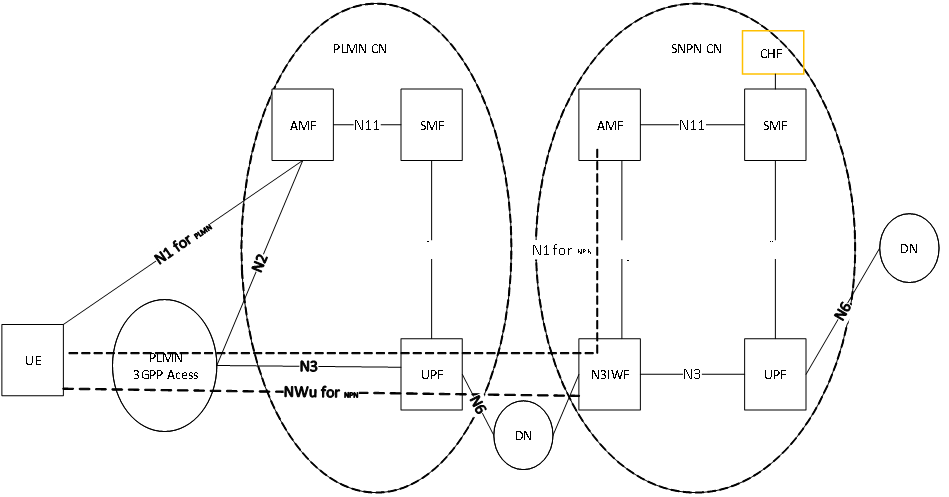 PLMN CN
SNPN CN
CHF
AMF
N11
SMF
AMF
N11
SMF
N1 for PLMN
N2
N1 for NPN
DN
N6
UE
PLMN
3GPP Acess
N3
UPF
N3IWF
N3
UPF
NWu for NPN
N6
DN